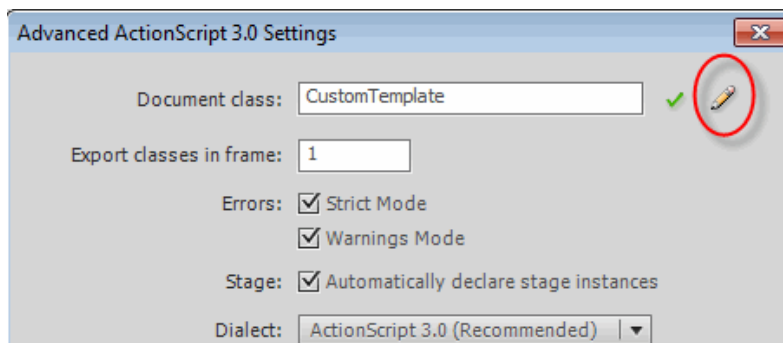 Advanced ActionScript 3.0 Settings
Document class: CustomTemplate
Export classes in frame: 1
Errors: Strict Mode
Warnings Mode
Stage: Automatically declare stage instances
Dialect: ActionScript 3.0 (Recommended)